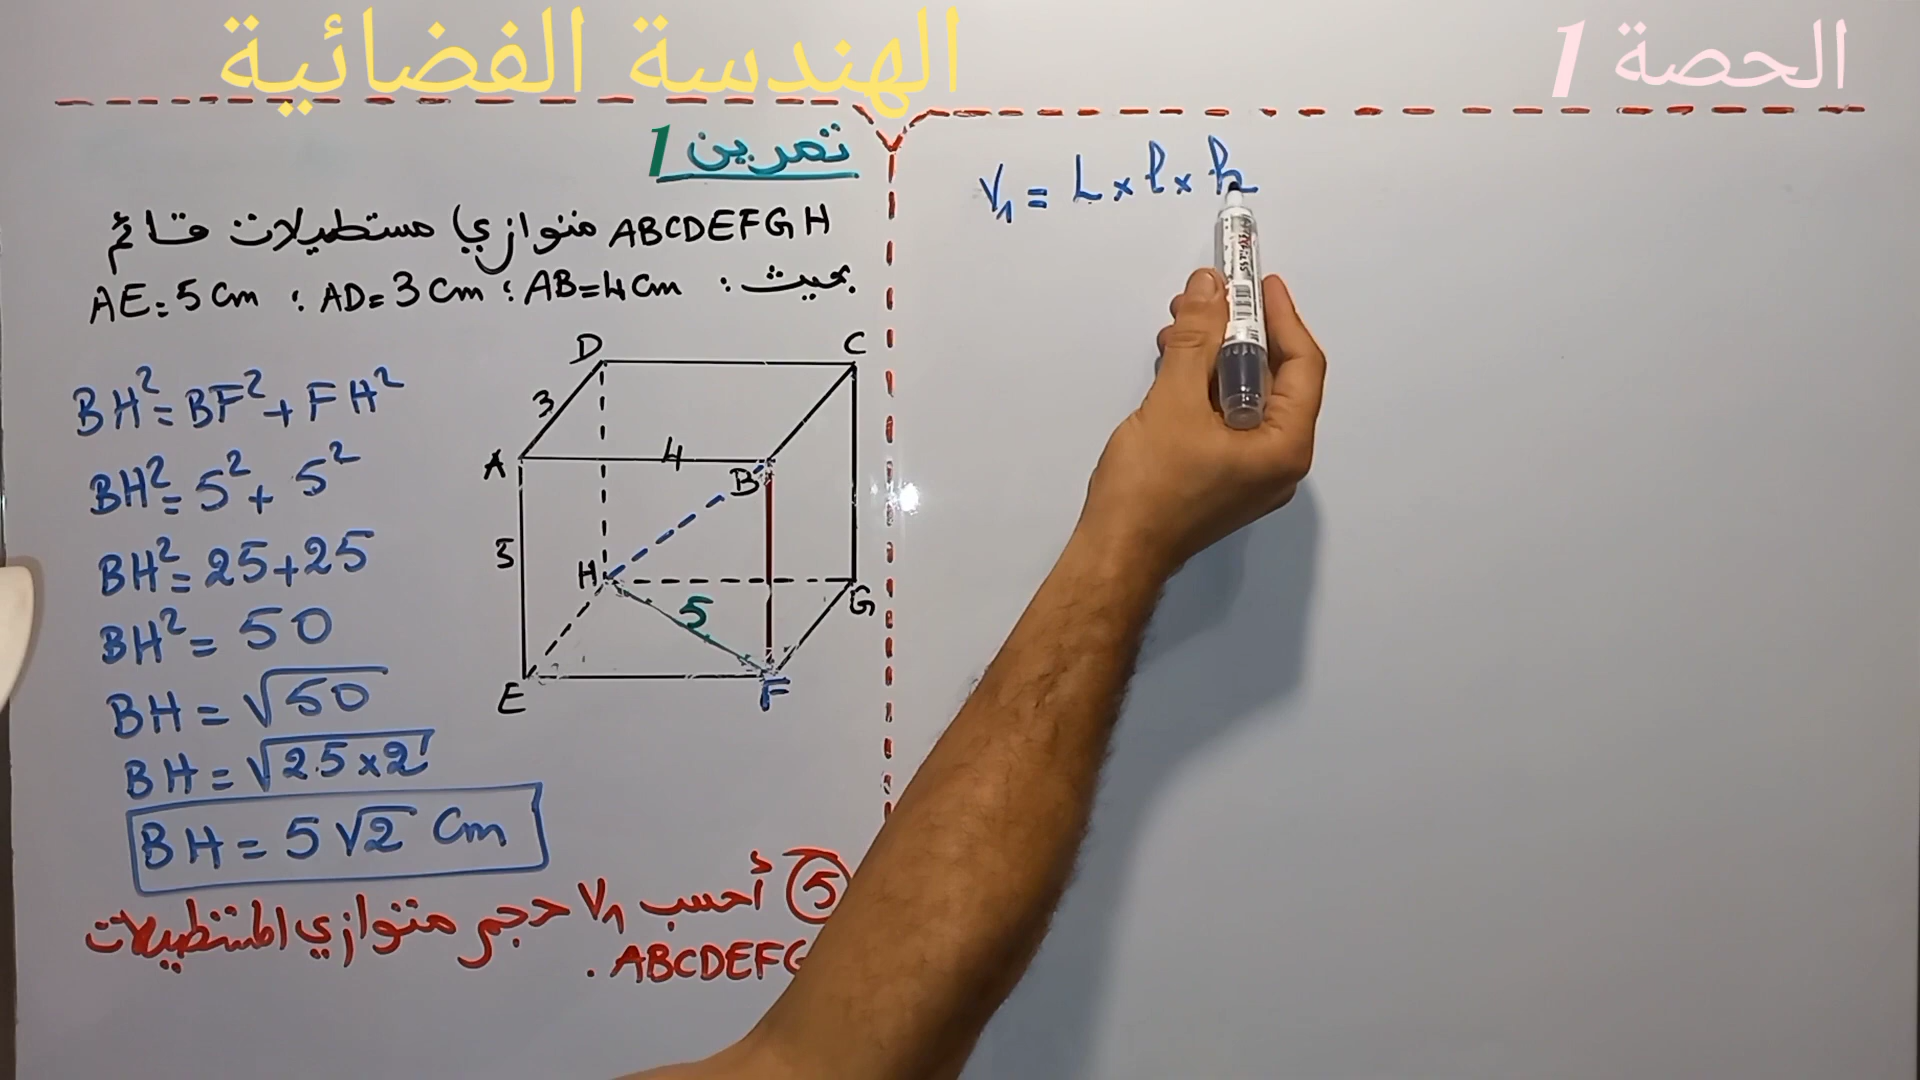 الهندسة الفضائية
الحصة 1
تمرين 1
ABCDEFGH متوازي مستطيلات قائم
بحيث : AB=4cm ؛ AD=3cm ؛ AE=5cm
D
C
3
A
4
B
5
H
5
G
E
F
BH²=BF²+FH²
BH²=5²+5²
BH²=25+25
BH²=50
BH=√50
BH=√25×2
BH=5√2 cm
⑤ أحسب V₁ حجم متوازي المستطيلات
ABCDEFG .
V₁ = L × l × h